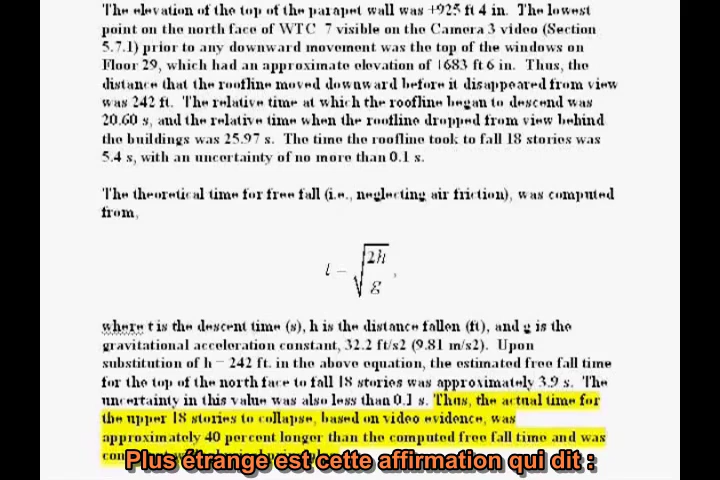 The elevation of the top of the parapet wall was +925 ft 4 in. The lowest
point on the north face of WTC 7 visible on the Camera 3 video (Section
5.7.1) prior to any downward movement was the top of the windows on
Floor 29, which had an approximate elevation of 1683 ft 6 in. Thus, the
distance that the roofline moved downward before it disappeared from view
was 242 ft. The relative time at which the roofline began to descend was
20.60 s, and the relative time when the roofline dropped from view behind
the buildings was 25.97 s. The time the roofline took to fall 18 stories was
5.4 s, with an uncertainty of no more than 0.1 s.
The theoretical time for free fall (i.e., neglecting air friction), was computed
from,
t = √2h/g,
where t is the descent time (s), h is the distance fallen (ft), and g is the
gravitational acceleration constant, 32.2 ft/s2 (9.81 m/s2). Upon
substitution of h = 242 ft. in the above equation, the estimated free fall time
for the top of the north face to fall 18 stories was approximately 3.9 s. The
uncertainty in this value was also less than 0.1 s. Thus, the actual time for
the upper 18 stories to collapse, based on video evidence, was
approximately 40 percent longer than the computed free fall time and was
Plus étrange est cette affirmation qui dit :